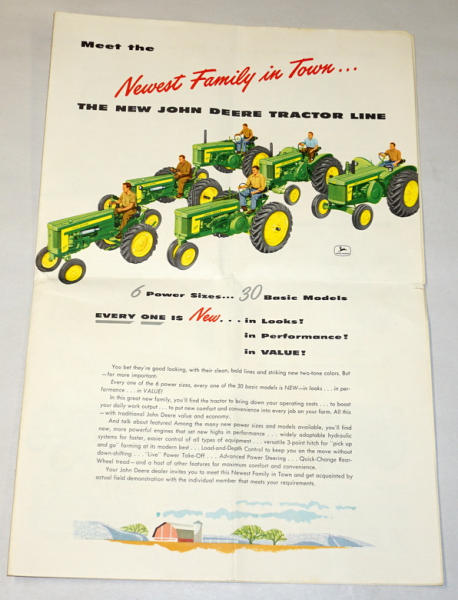 Meet the
Newest Family in Town...
THE NEW JOHN DEERE TRACTOR LINE
6 Power Sizes... 30 Basic Models
EVERY ONE IS New... in Looks!
in Performance!
in VALUE!
You bet they're good looking, with their clean, bold lines and striking new two-tone colors. But
—far more important:
Every one of the 6 power sizes, every one of the 30 basic models is NEW—in looks . . . in per-
formance . . . in VALUE!
In this great new family, you'll find the tractor to bring down your operating costs . . . to boost
your daily work output . . . to put new comfort and convenience into every job on your farm. All this
—with traditional John Deere value and economy.
And talk about features! Among the many new power sizes and models available, you'll find
new, more powerful engines that set new highs in performance . . . widely adaptable hydraulic
systems for faster, easier control of all types of equipment . . . versatile 3-point hitch for "pick up
and go" farming at its modern best . . . Load-and-Depth Control to keep you on the move without
down-shifting . . . "Live" Power Take-Off . . . Advanced Power Steering . . . Quick-Change Rear-
Wheel tread—and a host of other features for maximum comfort and convenience.
Your John Deere dealer invites you to meet this Newest Family in Town and get acquainted by
actual field demonstration with the individual member that meets your requirements.